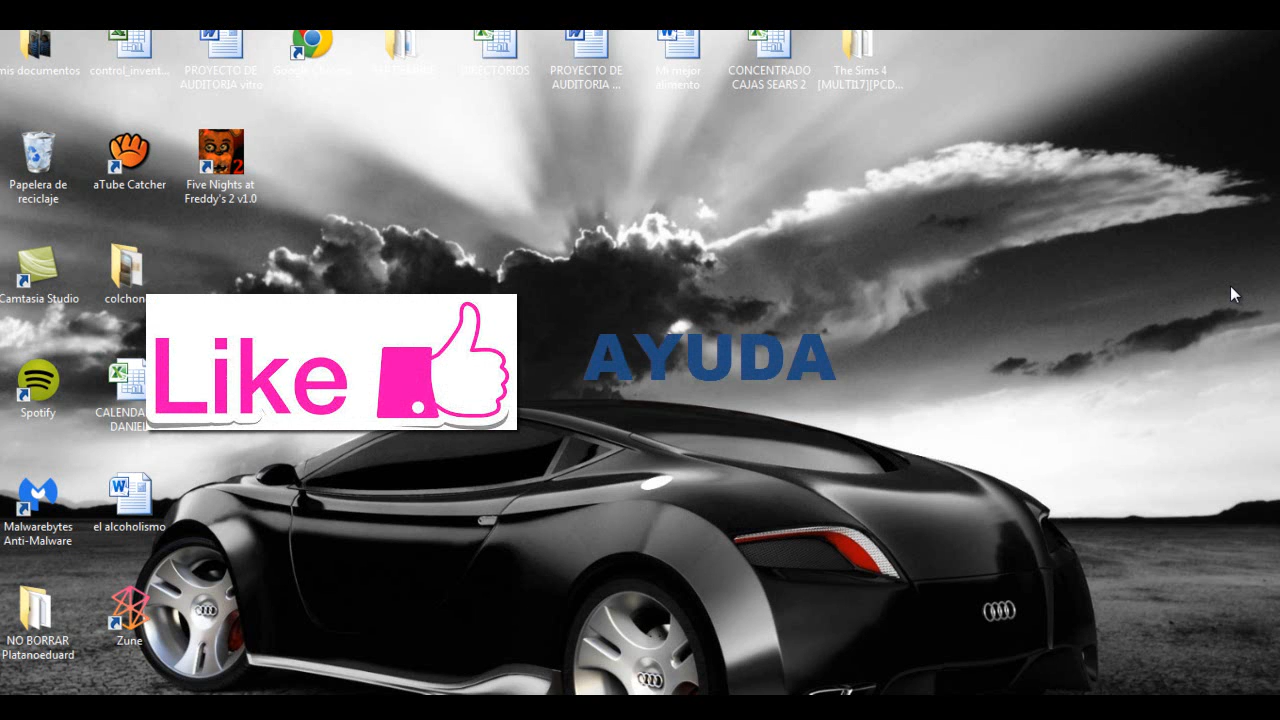 mis documentos
control_invent...
PROYECTO DE
AUDITORIA vitro
Google Chrome
SEPTIEMBRE
DIRECTORIOS
PROYECTO DE
AUDITORIA ...
Mi mejor
alimento
CONCENTRADO
CAJAS SEARS 2
The Sims 4
[MULTI17][PCD...
Papelera de
reciclaje
aTube Catcher
2
Five Nights at
Freddy's 2 v1.0
Camtasia Studio
colchon
Like
AYUDA
Spotify
CALENDA
DANIEL
Malwarebytes
Anti-Malware
el alcoholismo
NO BORRAR
Platanoeduard
Zune